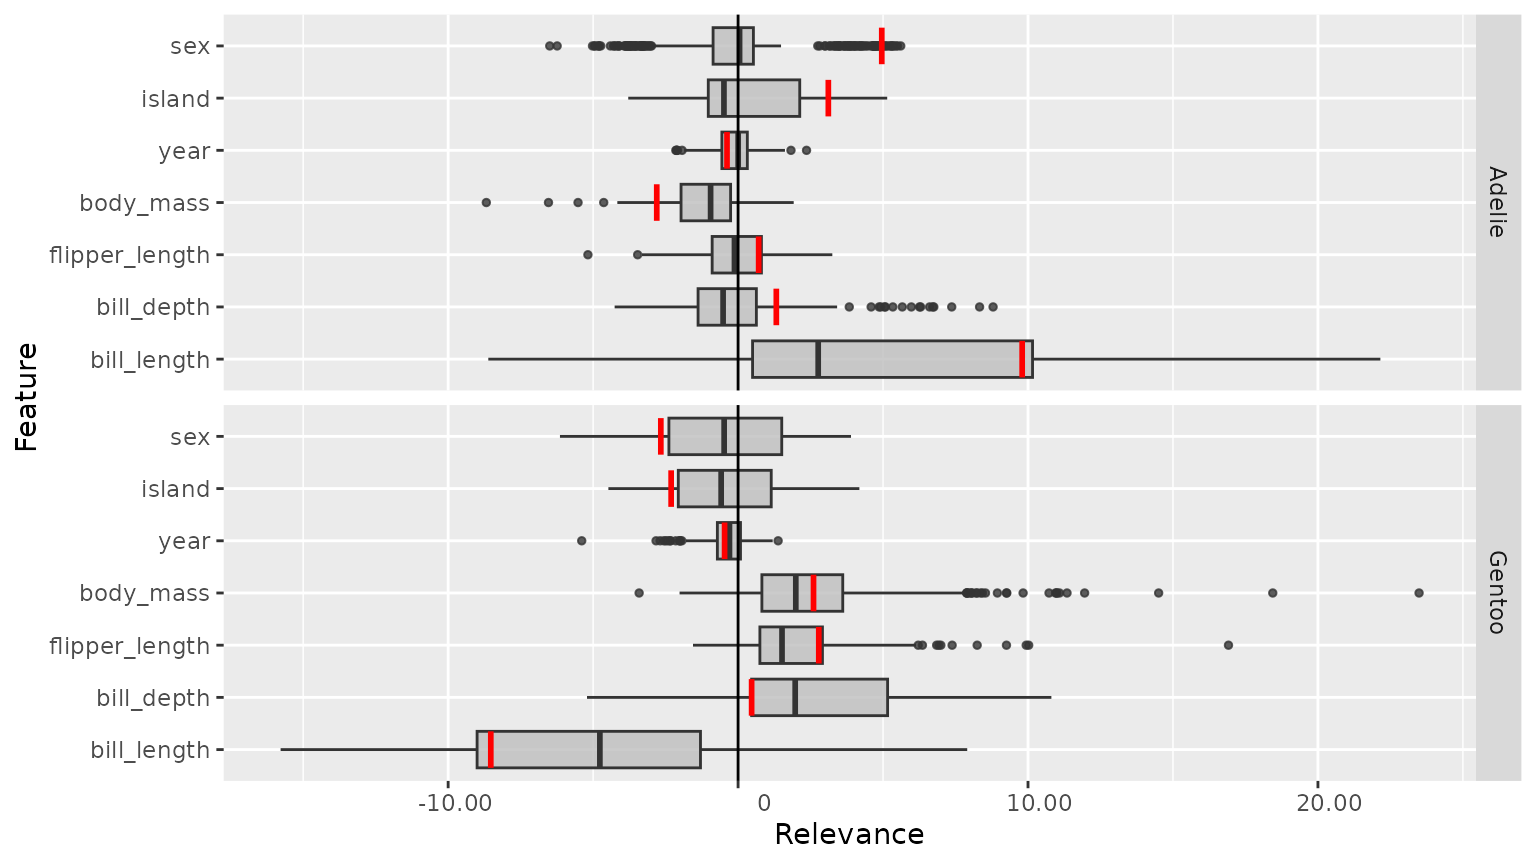 sex
island
year
body_mass
flipper_length
bill_depth
bill_length
Adelie
sex
island
year
body_mass
flipper_length
bill_depth
bill_length
Gentoo
Feature
-10.00
0
10.00
20.00
Relevance